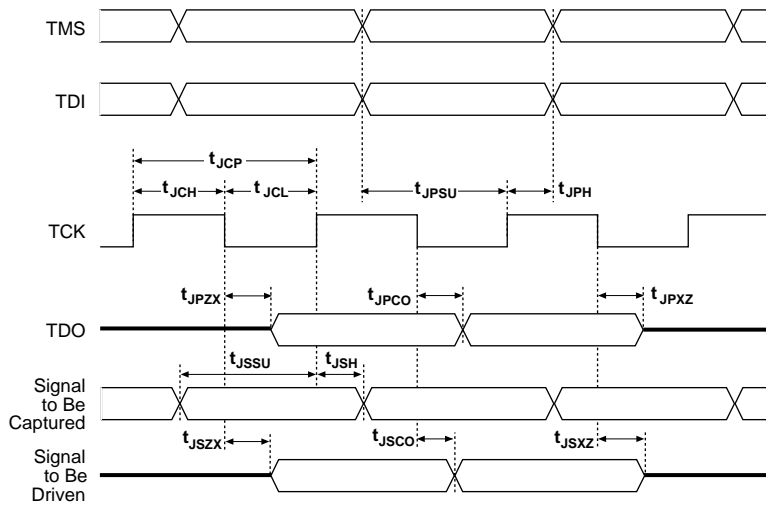 TMS
TDI
tJCP
tJCH
tJCL
tJPSU
tJPH
TCK
tJPZX
tJPCO
tJPXZ
TDO
tJSSU
tJSH
Signal
to Be
Captured
tJSZX
tJSCO
tJSXZ
Signal
to Be
Driven